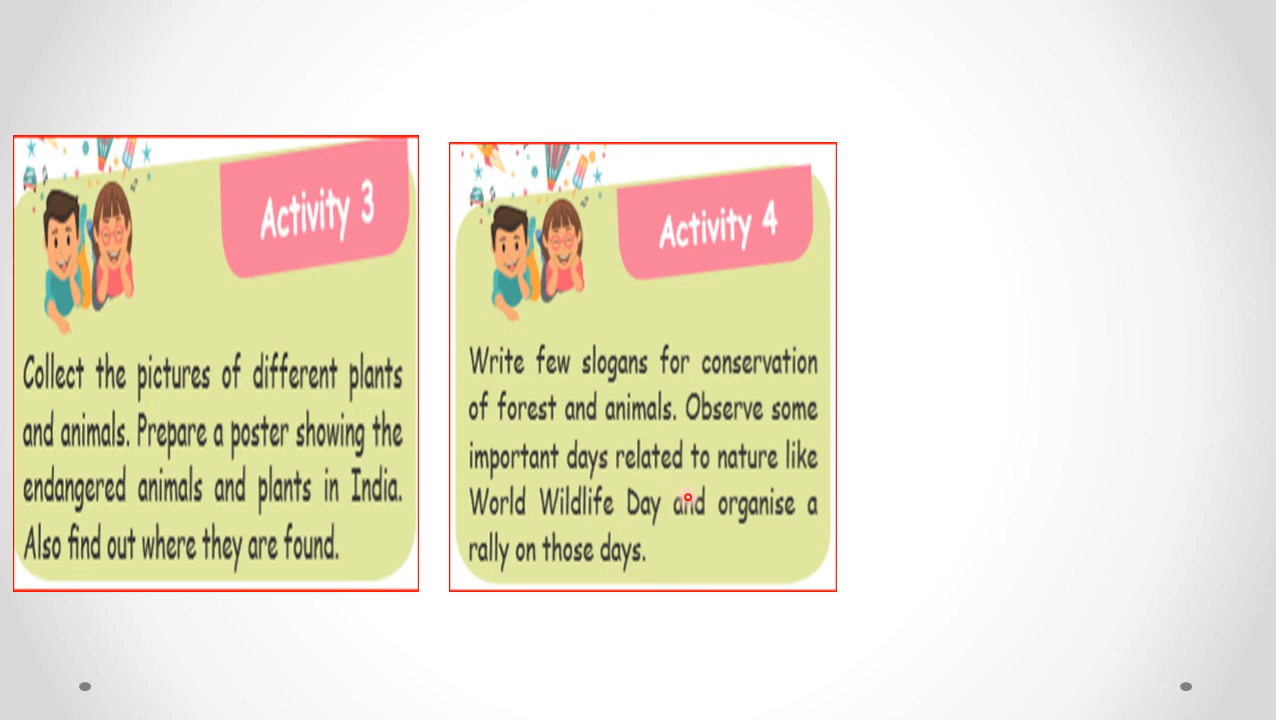 Activity 3
Collect the pictures of different plants
and animals. Prepare a poster showing the
endangered animals and plants in India.
Also find out where they are found.
Activity 4
Write few slogans for conservation
of forest and animals. Observe some
important days related to nature like
World Wildlife Day and organise a
rally on those days.